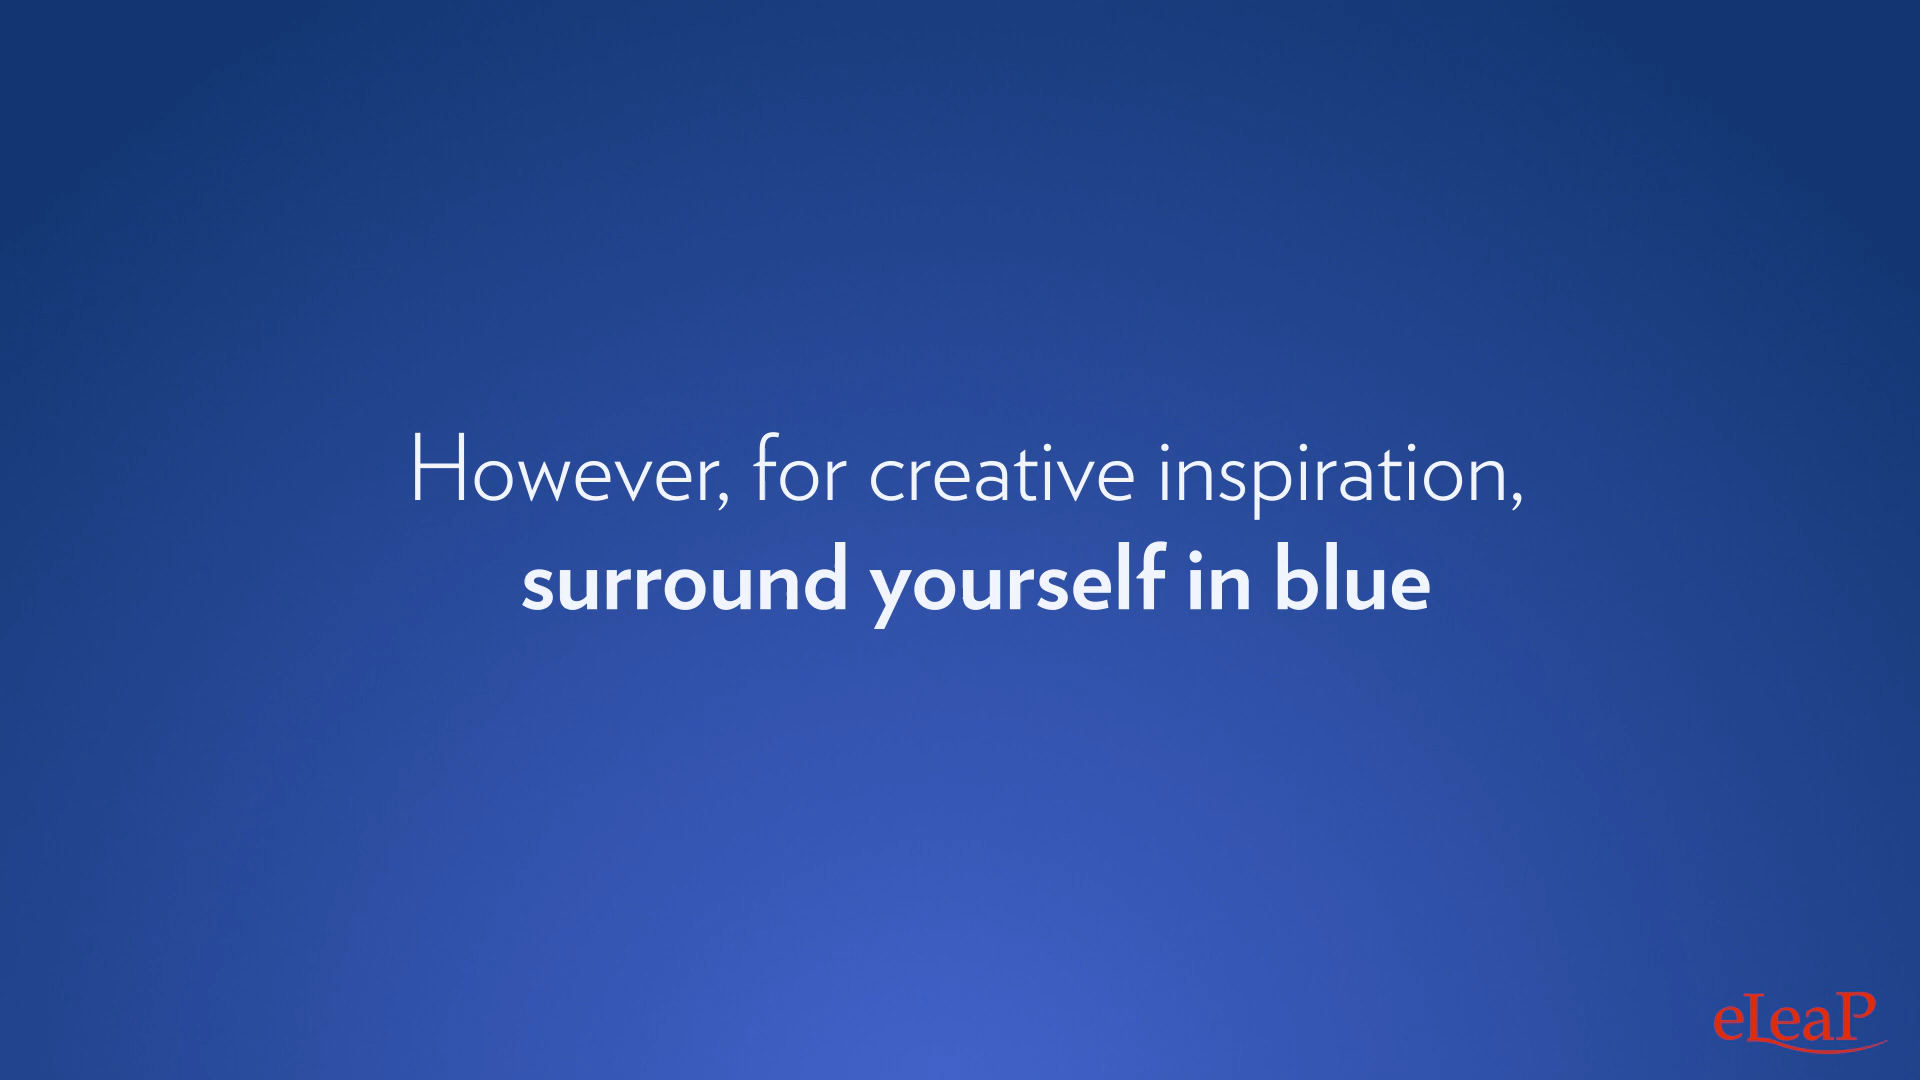 However, for creative inspiration,
surround yourself in blue
eLeaP